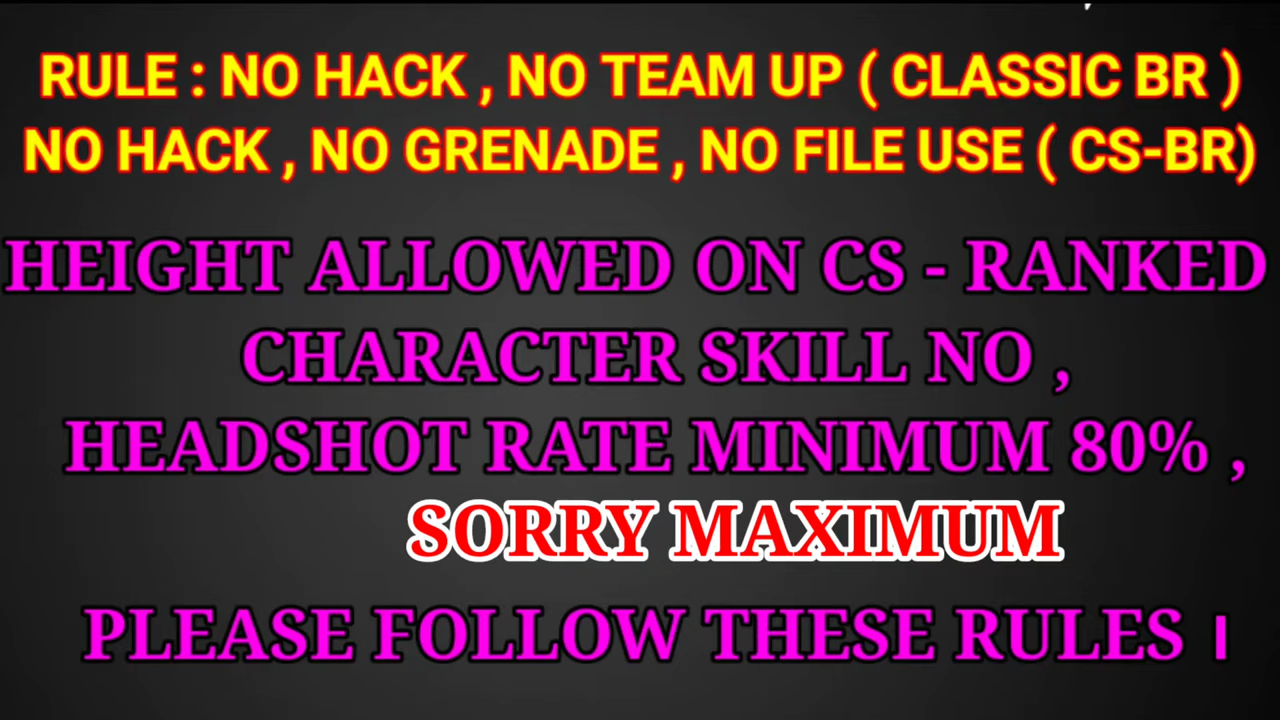 RULE : NO HACK , NO TEAM UP ( CLASSIC BR )
NO HACK , NO GRENADE , NO FILE USE ( CS-BR)
HEIGHT ALLOWED ON CS - RANKED
CHARACTER SKILL NO ,
HEADSHOT RATE MINIMUM 80% ,
SORRY MAXIMUM
PLEASE FOLLOW THESE RULES ।